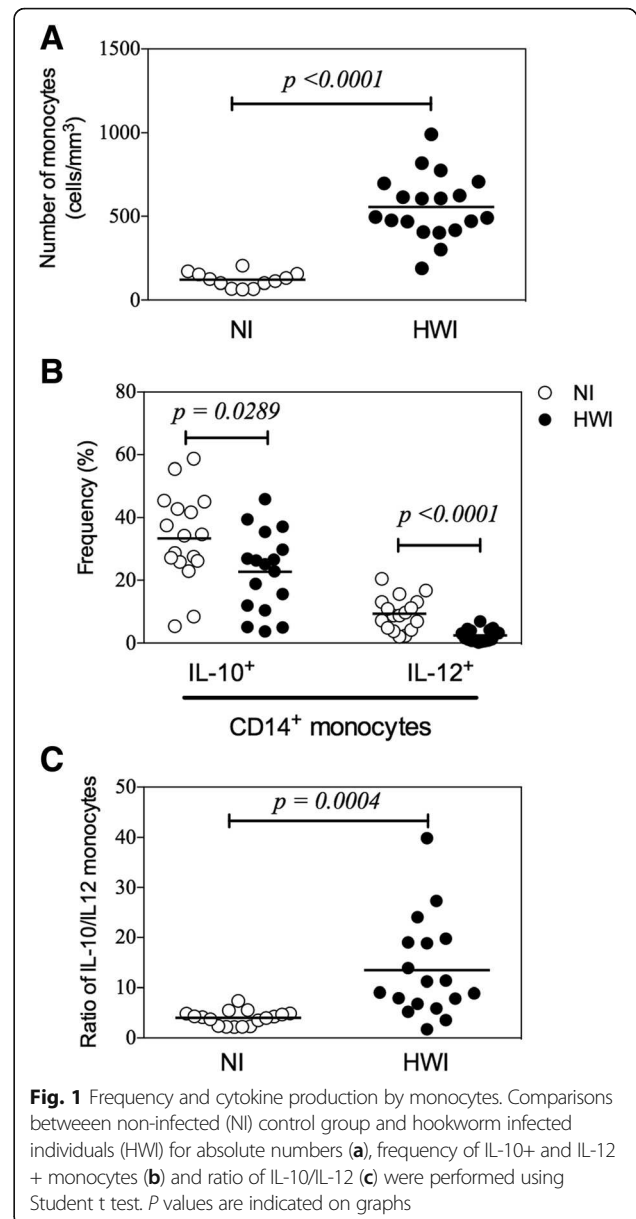 A
1500
1000
500
0
Number of monocytes
(cells/mm³)
p <0.0001
NI
HWI
B
80
60
40
20
0
Frequency (%)
p = 0.0289
p <0.0001
NI
HWI
IL-10⁺
IL-12⁺
CD14⁺ monocytes
C
50
40
30
20
10
0
Ratio of IL-10/IL12 monocytes
p = 0.0004
NI
HWI
Fig. 1 Frequency and cytokine production by monocytes. Comparisons
betweeen non-infected (NI) control group and hookworm infected
individuals (HWI) for absolute numbers (a), frequency of IL-10+ and IL-12
+ monocytes (b) and ratio of IL-10/IL-12 (c) were performed using
Student t test. P values are indicated on graphs